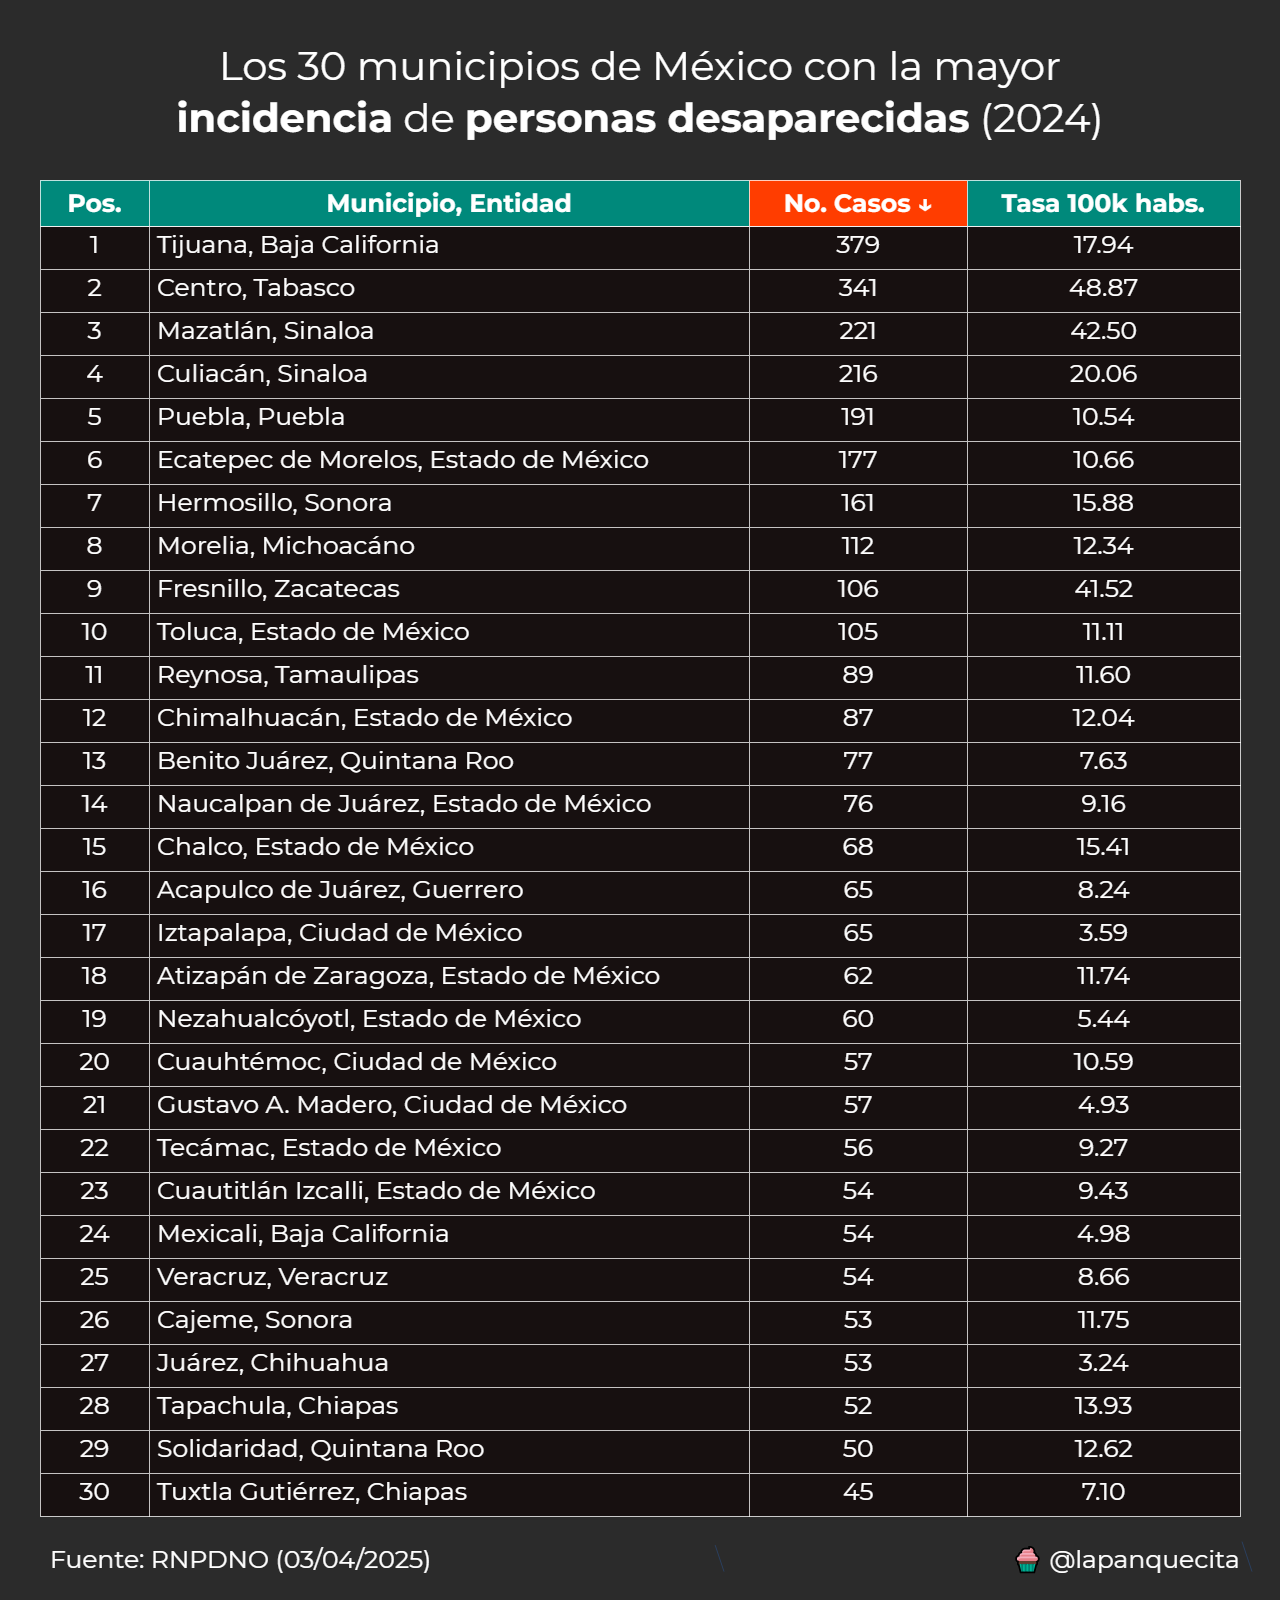 Los 30 municipios de México con la mayor
incidencia de personas desaparecidas (2024)
Pos. Municipio, Entidad No. Casos ↓ Tasa 100k habs.
1 Tijuana, Baja California 379 17.94
2 Centro, Tabasco 341 48.87
3 Mazatlán, Sinaloa 221 42.50
4 Culiacán, Sinaloa 216 20.06
5 Puebla, Puebla 191 10.54
6 Ecatepec de Morelos, Estado de México 177 10.66
7 Hermosillo, Sonora 161 15.88
8 Morelia, Michoacáno 112 12.34
9 Fresnillo, Zacatecas 106 41.52
10 Toluca, Estado de México 105 11.11
11 Reynosa, Tamaulipas 89 11.60
12 Chimalhuacán, Estado de México 87 12.04
13 Benito Juárez, Quintana Roo 77 7.63
14 Naucalpan de Juárez, Estado de México 76 9.16
15 Chalco, Estado de México 68 15.41
16 Acapulco de Juárez, Guerrero 65 8.24
17 Iztapalapa, Ciudad de México 65 3.59
18 Atizapán de Zaragoza, Estado de México 62 11.74
19 Nezahualcóyotl, Estado de México 60 5.44
20 Cuauhtémoc, Ciudad de México 57 10.59
21 Gustavo A. Madero, Ciudad de México 57 4.93
22 Tecámac, Estado de México 56 9.27
23 Cuautitlán Izcalli, Estado de México 54 9.43
24 Mexicali, Baja California 54 4.98
25 Veracruz, Veracruz 54 8.66
26 Cajeme, Sonora 53 11.75
27 Juárez, Chihuahua 53 3.24
28 Tapachula, Chiapas 52 13.93
29 Solidaridad, Quintana Roo 50 12.62
30 Tuxtla Gutiérrez, Chiapas 45 7.10
Fuente: RNPDNO (03/04/2025) @lapanquecita